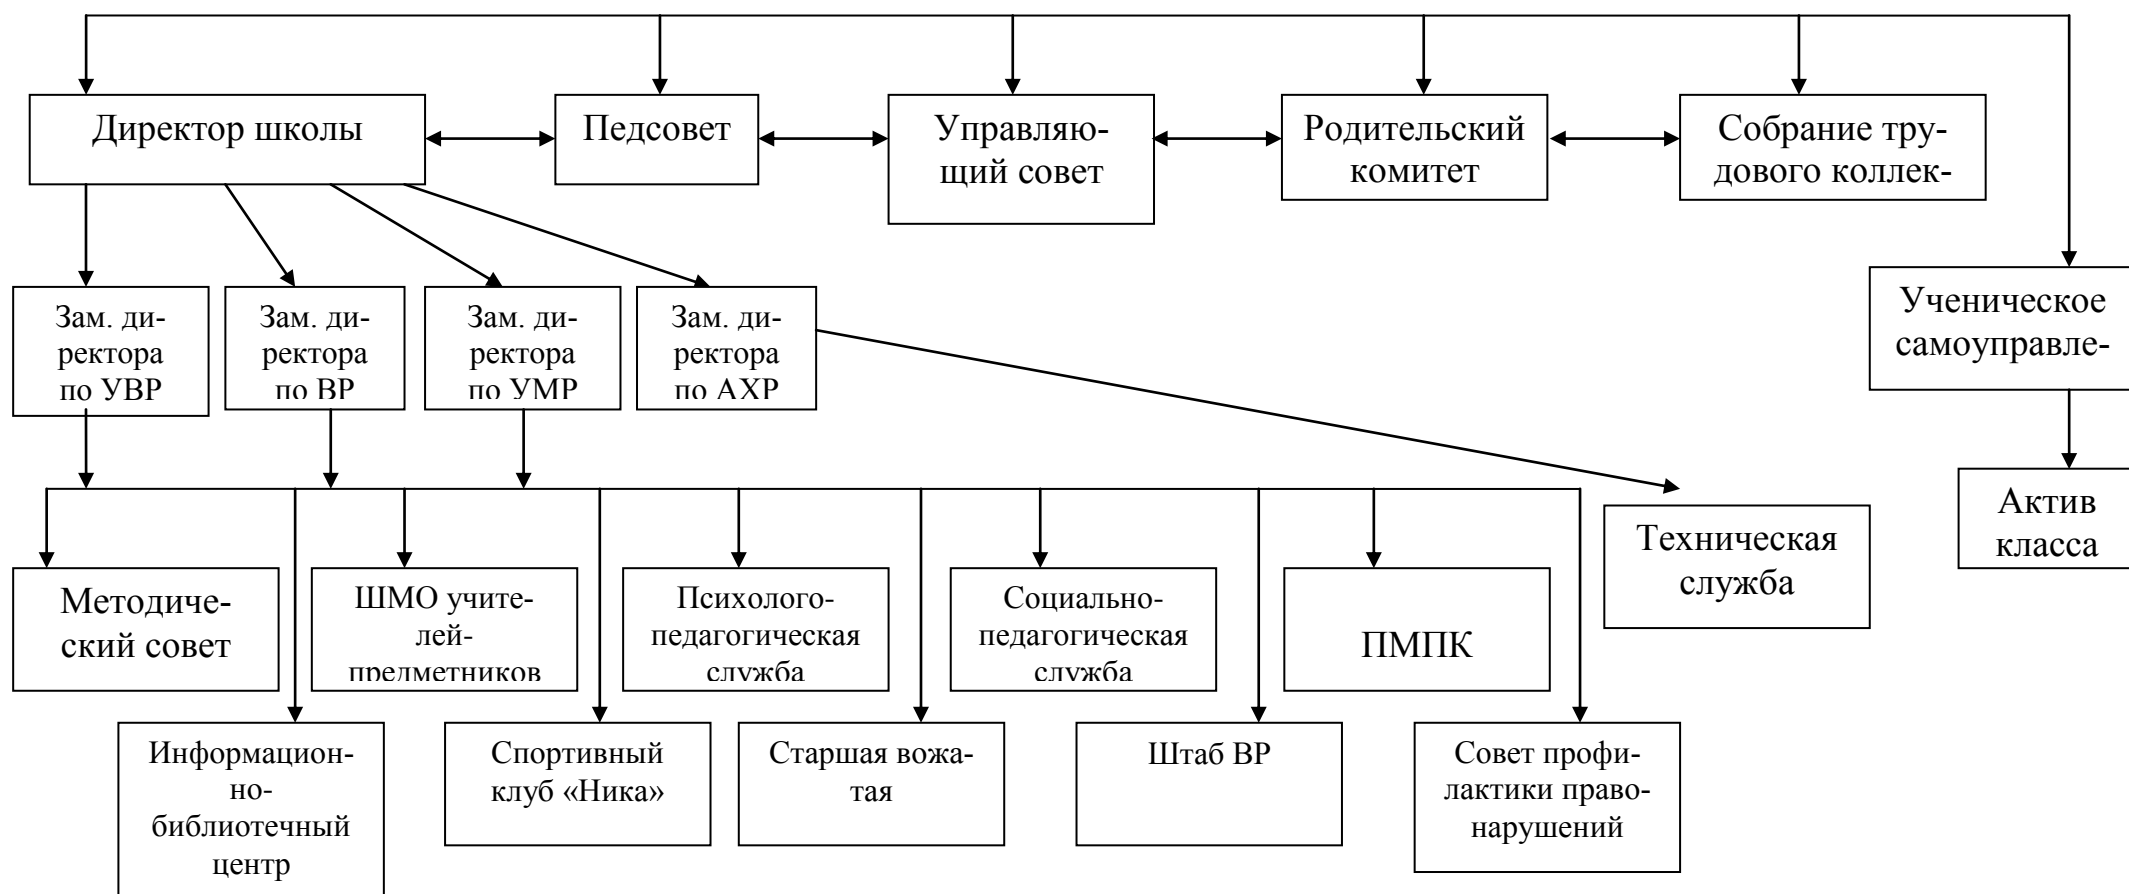 Директор школы
Педсовет
Управляю-
щий совет
Родительский
комитет
Собрание тру-
дового коллек-
Ученическое
самоуправле-
Зам. ди-
ректора
по УВР
Зам. ди-
ректора
по ВР
Зам. ди-
ректора
по УМР
Зам. ди-
ректора
по АХР
Актив
класса
Техническая
служба
Методиче-
ский совет
ШМО учите-
лей-
предметников
Психолого-
педагогическая
служба
Социально-
педагогическая
служба
ПМПК
Информацион-
но-
библиотечный
центр
Спортивный
клуб «Ника»
Старшая вожа-
тая
Штаб ВР
Совет профи-
лактики право-
нарушений